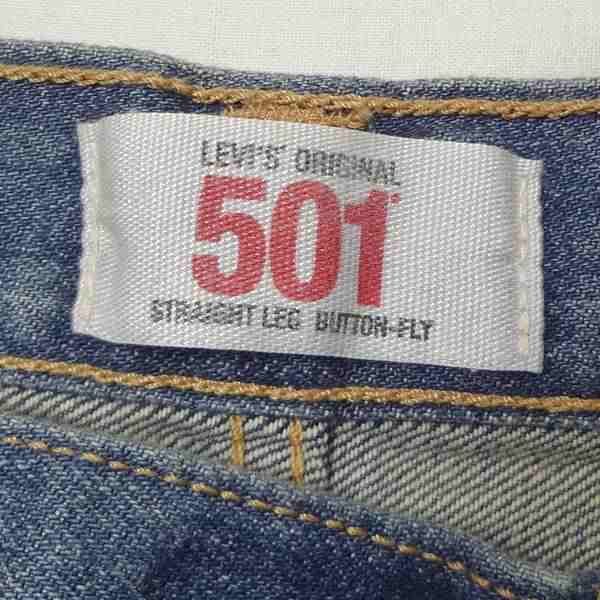 LEVI'S® ORIGINAL
501®
STRAIGHT LEG BUTTON-FLY